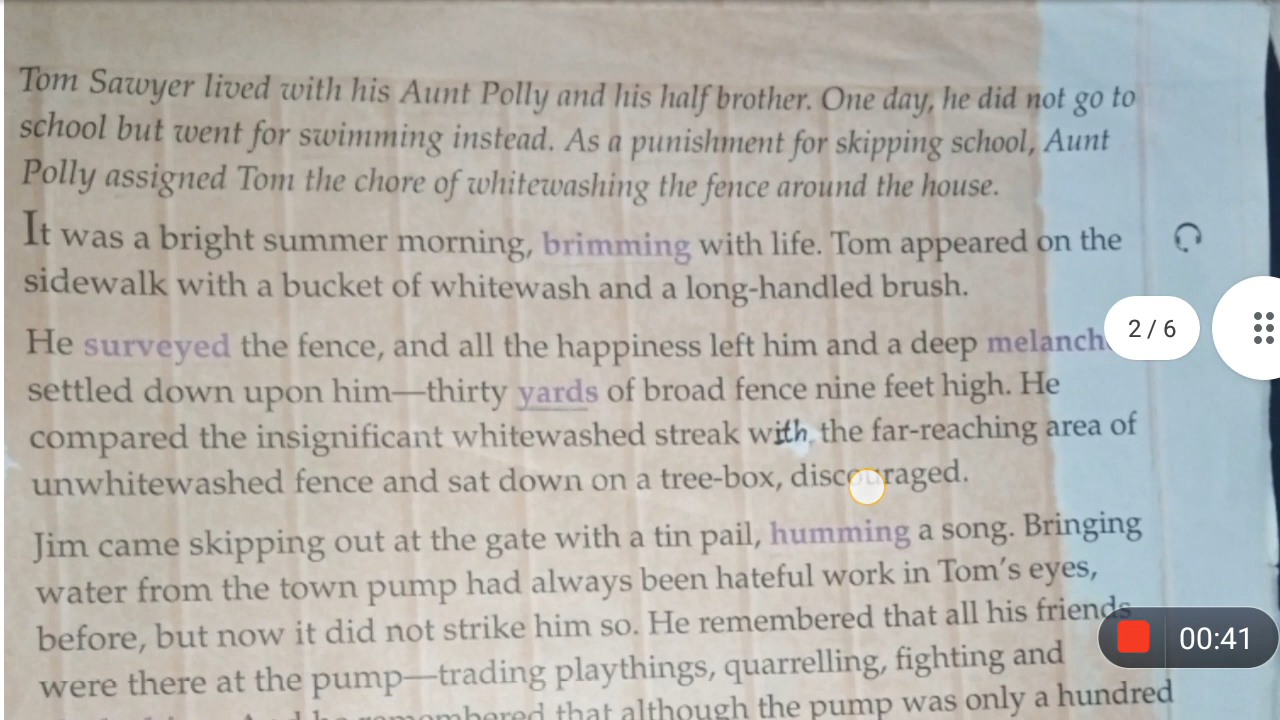 Tom Sawyer lived with his Aunt Polly and his half brother. One day, he did not go to
school but went for swimming instead. As a punishment for skipping school, Aunt
Polly assigned Tom the chore of whitewashing the fence around the house.
It was a bright summer morning, brimming with life. Tom appeared on the
sidewalk with a bucket of whitewash and a long-handled brush.
He surveyed the fence, and all the happiness left him and a deep
2 / 6
settled down upon him—thirty yards of broad fence nine feet high. He
compared the insignificant whitewashed streak with the far-reaching area of
unwhitewashed fence and sat down on a tree-box, discouraged.
Jim came skipping out at the gate with a tin pail, humming a song. Bringing
water from the town pump had always been hateful work in Tom's eyes,
before, but now it did not strike him so. He remembered that all his friends
00:41
were there at the pump—trading playthings, quarrelling, fighting and
remembered that although the pump was only a hundred